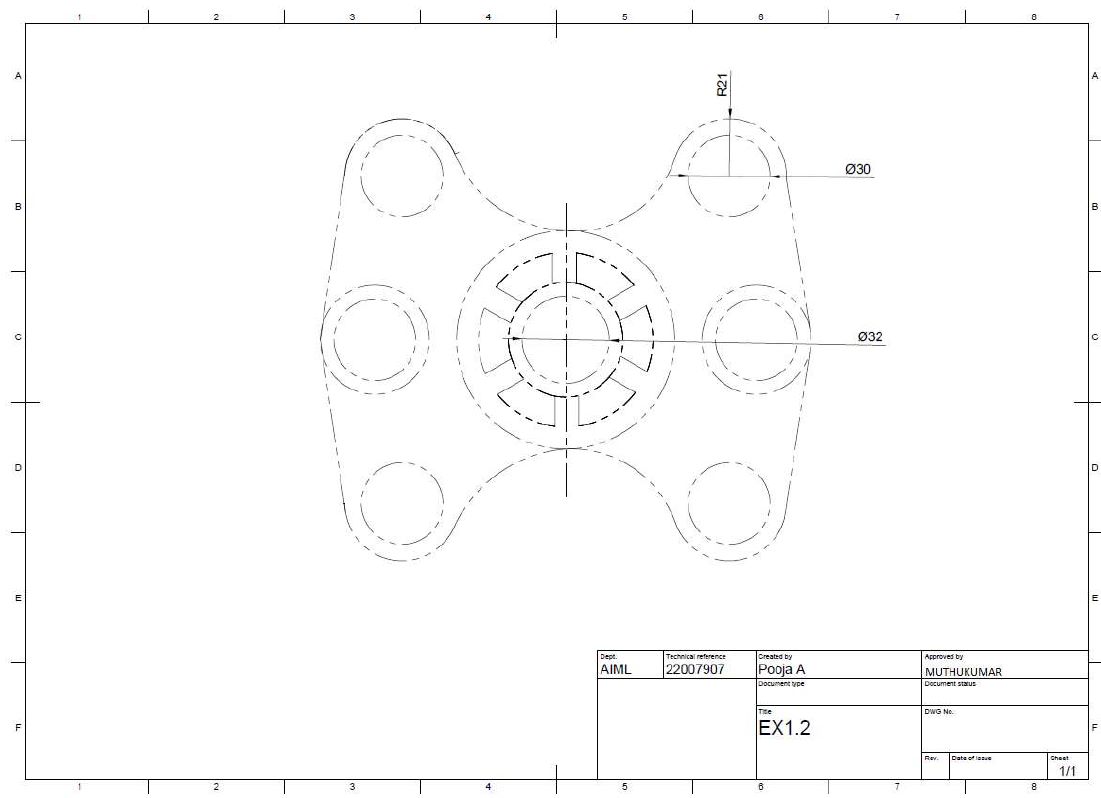 1 2 3 4 5 6 7 8
A A
R21
Ø30
B B
C C
Ø32
D D
E E
Dept. Technical reference Created by Approved by
AIML 22007907 Pooja A MUTHUKUMAR
Document type Document status
Title DWG No.
EX1.2
F F
Rev. Date of issue Sheet
1/1
1 2 3 4 5 6 7 8